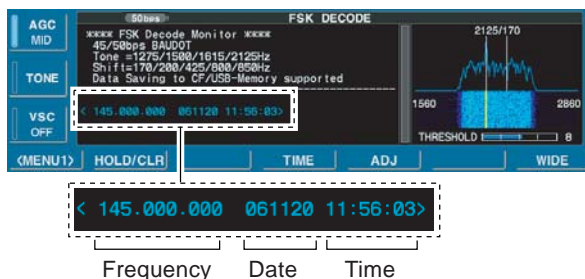 AGC
MID
TONE
VSC
OFF
50bps
FSK DECODE
**** FSK Decode Monitor ****
45/50bps BAUDOT
Tone =1275/1500/1615/2125Hz
Shift=170/200/425/800/850Hz
Data Saving to CF/USB-Memory supported
< 145.000.000 061120 11:56:03>
2125/170
1560 2860
THRESHOLD 8
<MENU1> HOLD/CLR TIME ADJ WIDE
< 145.000.000 061120 11:56:03>
Frequency Date Time